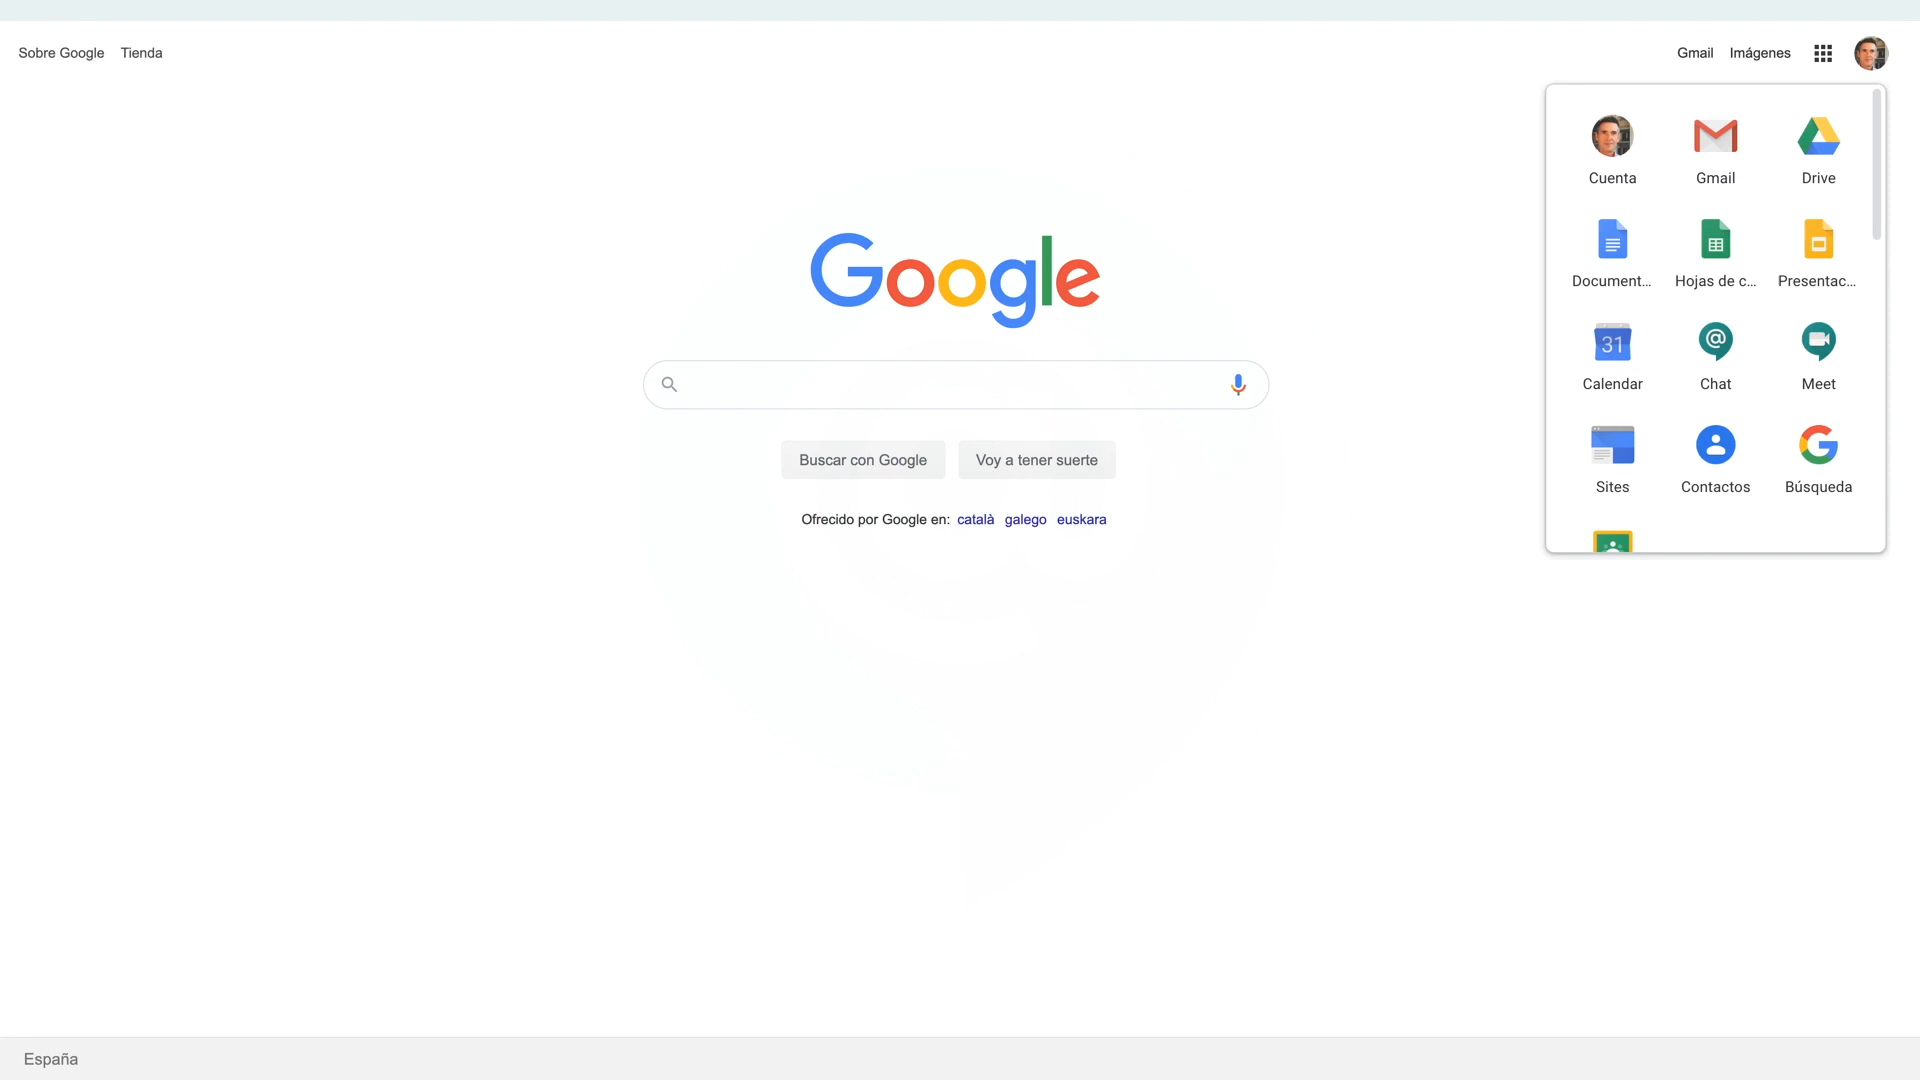 Sobre Google Tienda
Gmail Imágenes
Google
Buscar con Google Voy a tener suerte
Ofrecido por Google en: català galego euskara
Cuenta Gmail Drive
Document... Hojas de c... Presentac...
31
Calendar Chat Meet
Sites Contactos Búsqueda
España